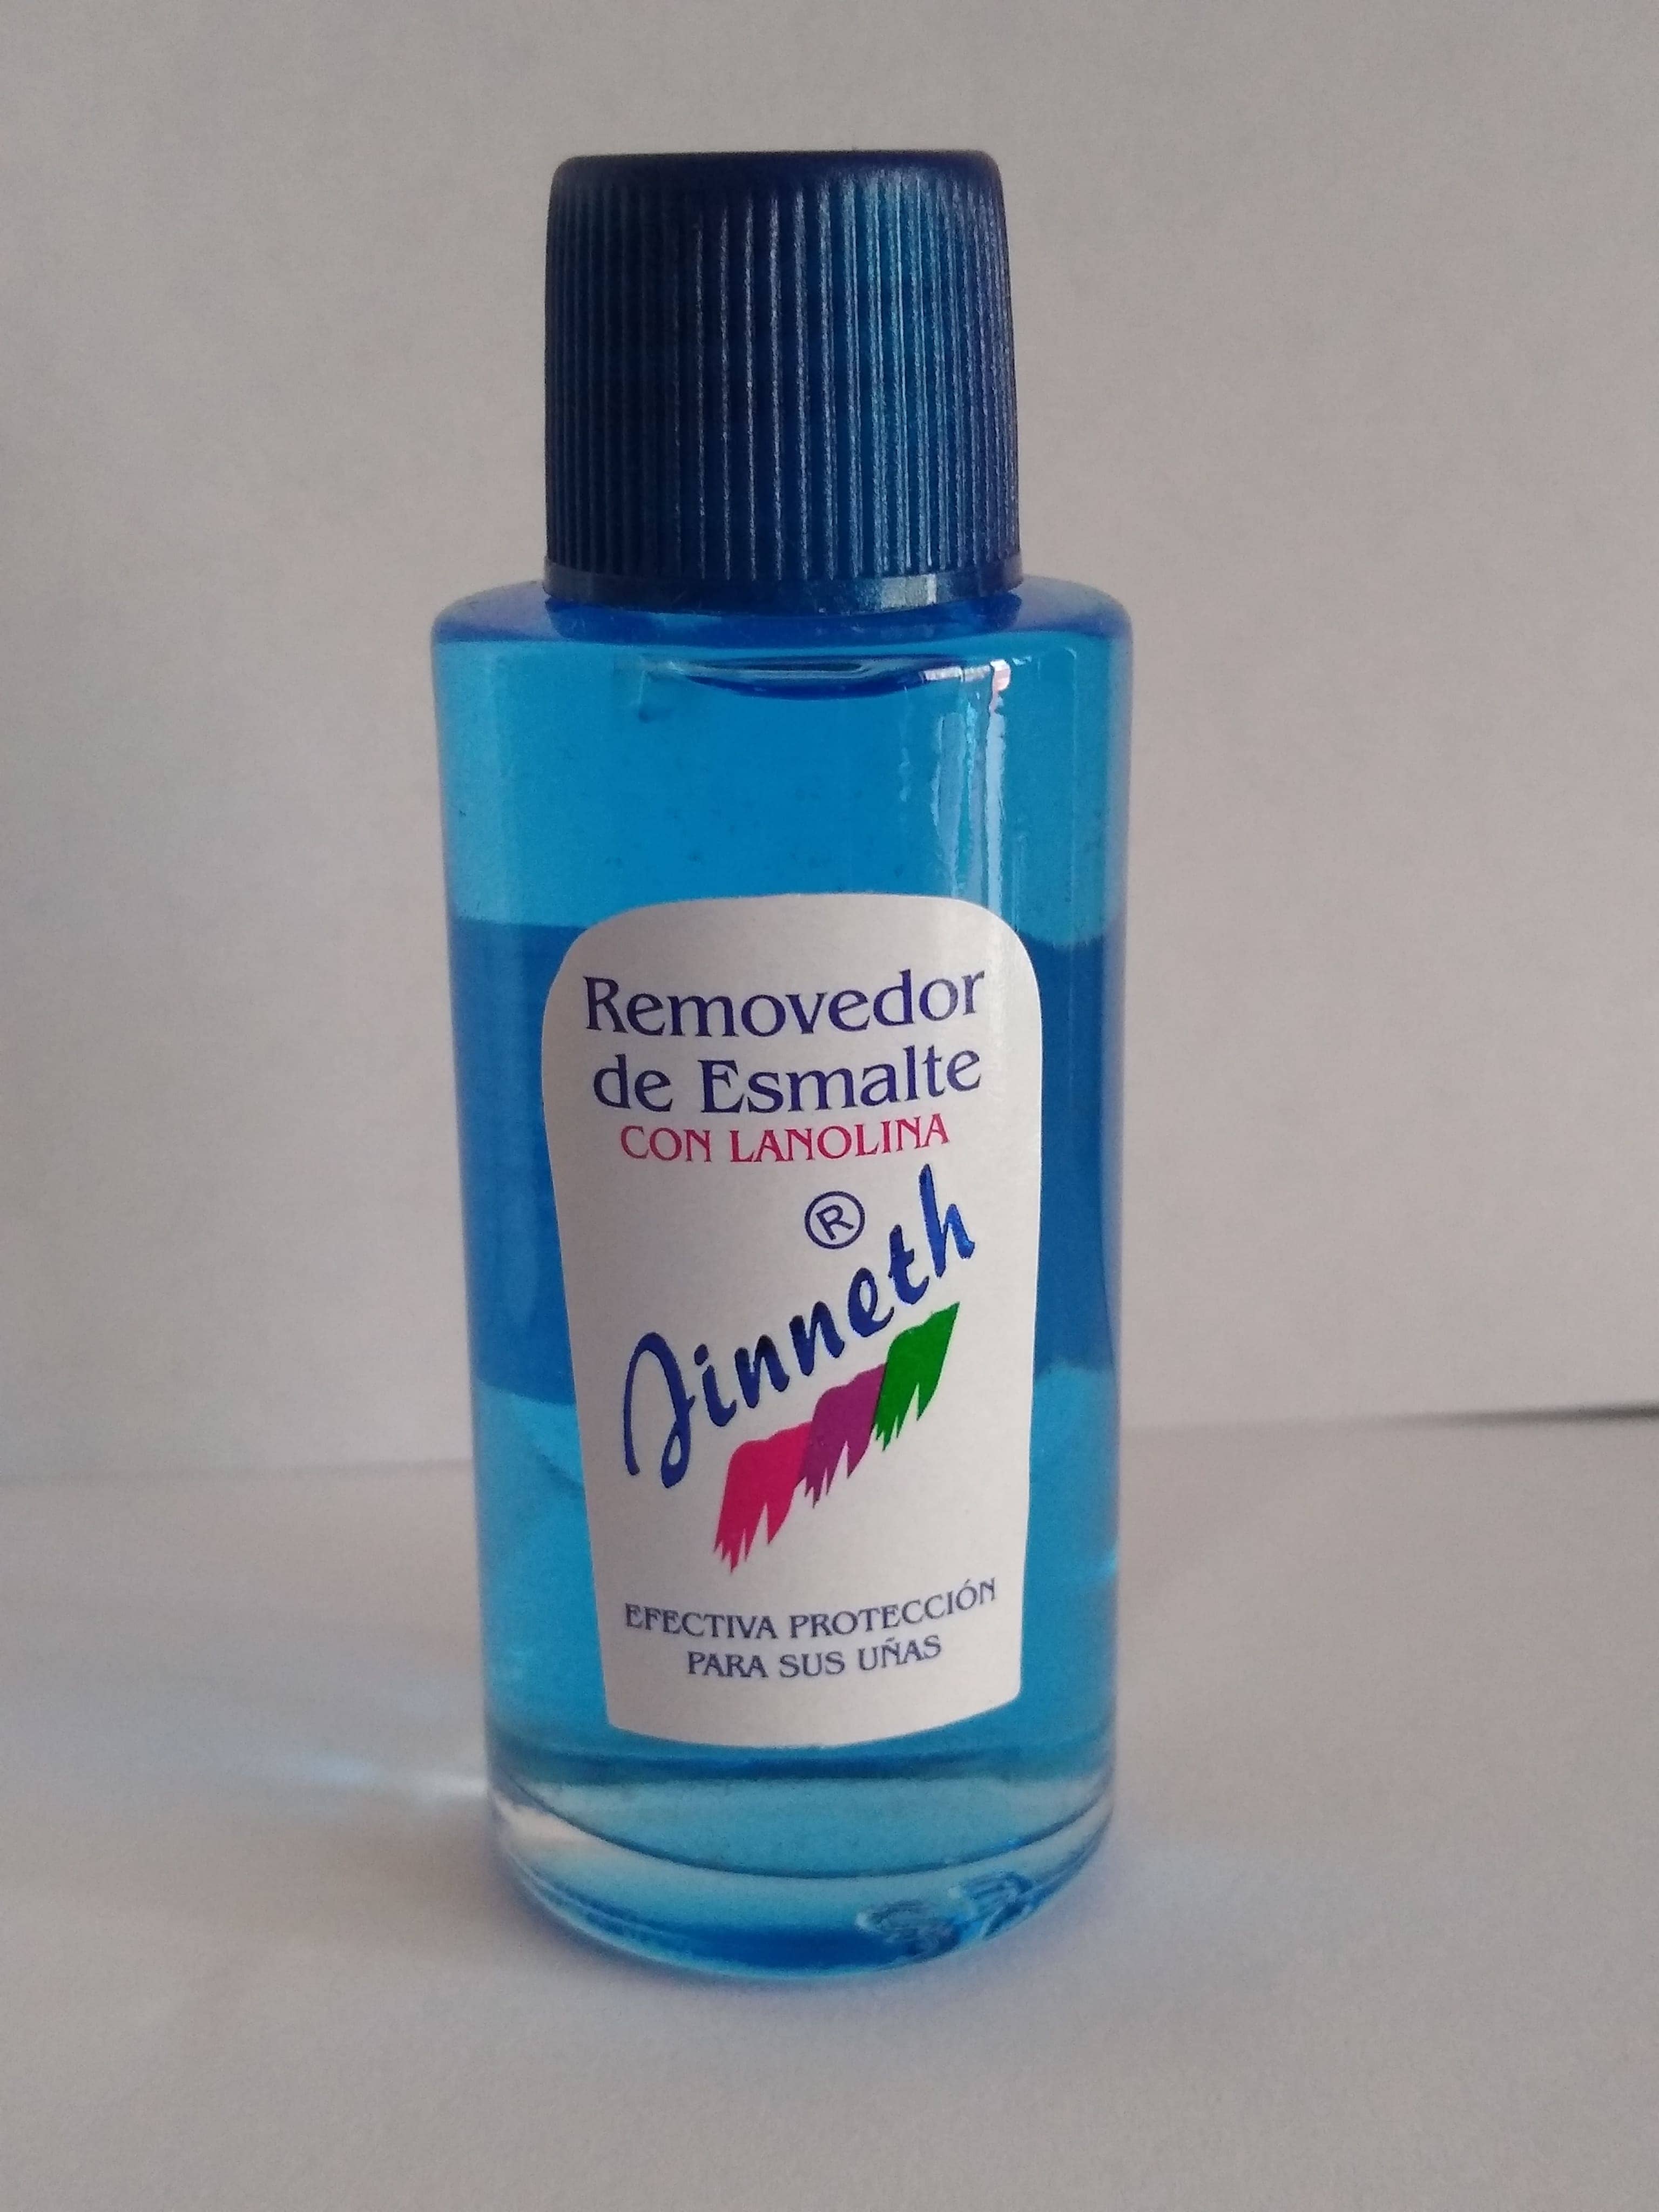 Removedor
de Esmalte
CON LANOLINA
®
Jinneth
EFECTIVA PROTECCIÓN
PARA SUS UÑAS